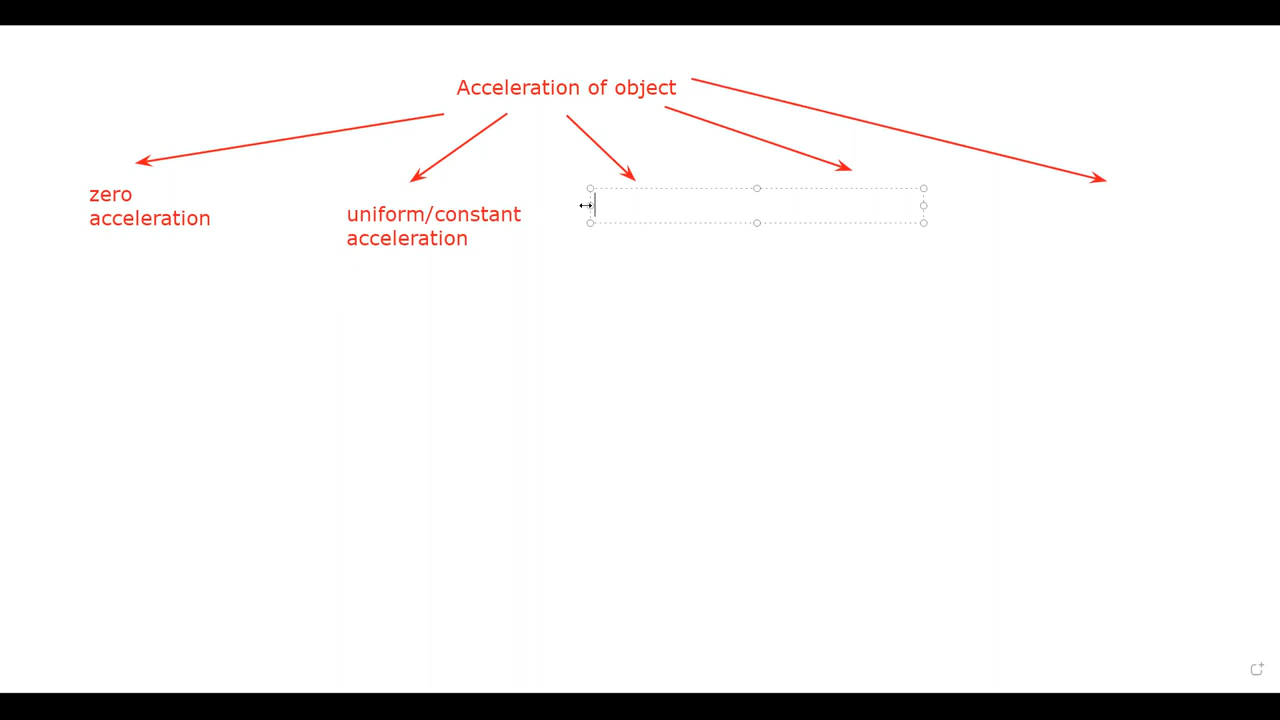 Acceleration of object
zero
acceleration
uniform/constant
acceleration